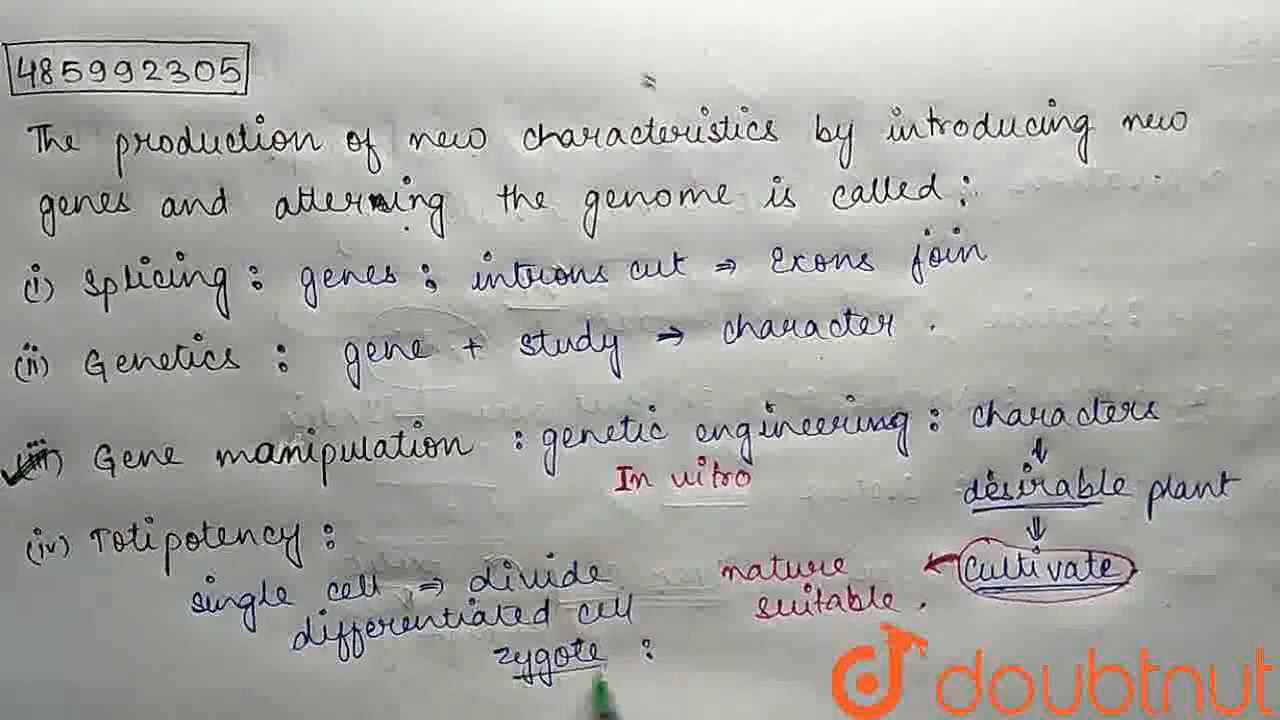 485992305
The production of new characteristics by introducing new
genes and alterning the genome is called :
(i) Splicing : genes : introns cut ⇒ Exons join
(ii) Genetics : gene + study ⇒ character .
(iii) Gene manipulation : genetic engineering : characters
In vitro
↓
desirable plant
⇓
(iv) Totipotency :
single cell ⇒ divide
nature ← cultivate
differentiated cell
suitable .
zygote :
doubtnut